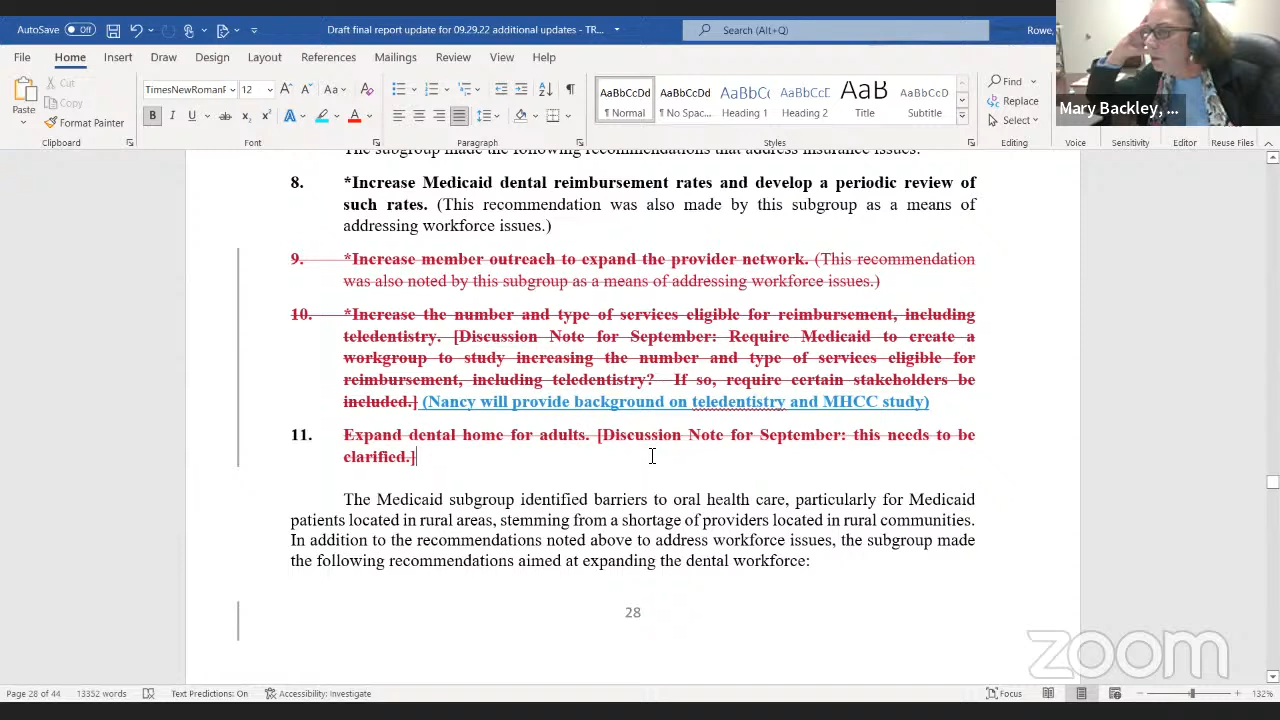 AutoSave Off
Draft final report update for 09.29.22 additional updates - TR...
Search (Alt+Q)
Rowe,
File Home Insert Draw Design Layout References Mailings Review View Help
Paste
Cut
Copy
Format Painter
Clipboard
TimesNewRomanF 12
Font
Paragraph
AaBbCcDd AaBbCcDd AaBbC( AaBbCcE AaB AaBbCcD
¶ Normal ¶ No Spac... Heading 1 Heading 2 Title Subtitle
Styles
Find
Replace
Select
Editing
Voice Sensitivity Editor Reuse Files
Mary Backley, ...
The subgroup made the following recommendations that address insurance issues:
8. *Increase Medicaid dental reimbursement rates and develop a periodic review of
such rates. (This recommendation was also made by this subgroup as a means of
addressing workforce issues.)
9. *Increase member outreach to expand the provider network. (This recommendation
was also noted by this subgroup as a means of addressing workforce issues.)
10. *Increase the number and type of services eligible for reimbursement, including
teledentistry. [Discussion Note for September: Require Medicaid to create a
workgroup to study increasing the number and type of services eligible for
reimbursement, including teledentistry? If so, require certain stakeholders be
included.] (Nancy will provide background on teledentistry and MHCC study)
11. Expand dental home for adults. [Discussion Note for September: this needs to be
clarified.]
The Medicaid subgroup identified barriers to oral health care, particularly for Medicaid
patients located in rural areas, stemming from a shortage of providers located in rural communities.
In addition to the recommendations noted above to address workforce issues, the subgroup made
the following recommendations aimed at expanding the dental workforce:
28
zoom
Page 28 of 44 13352 words Text Predictions: On Accessibility: Investigate Focus 132%